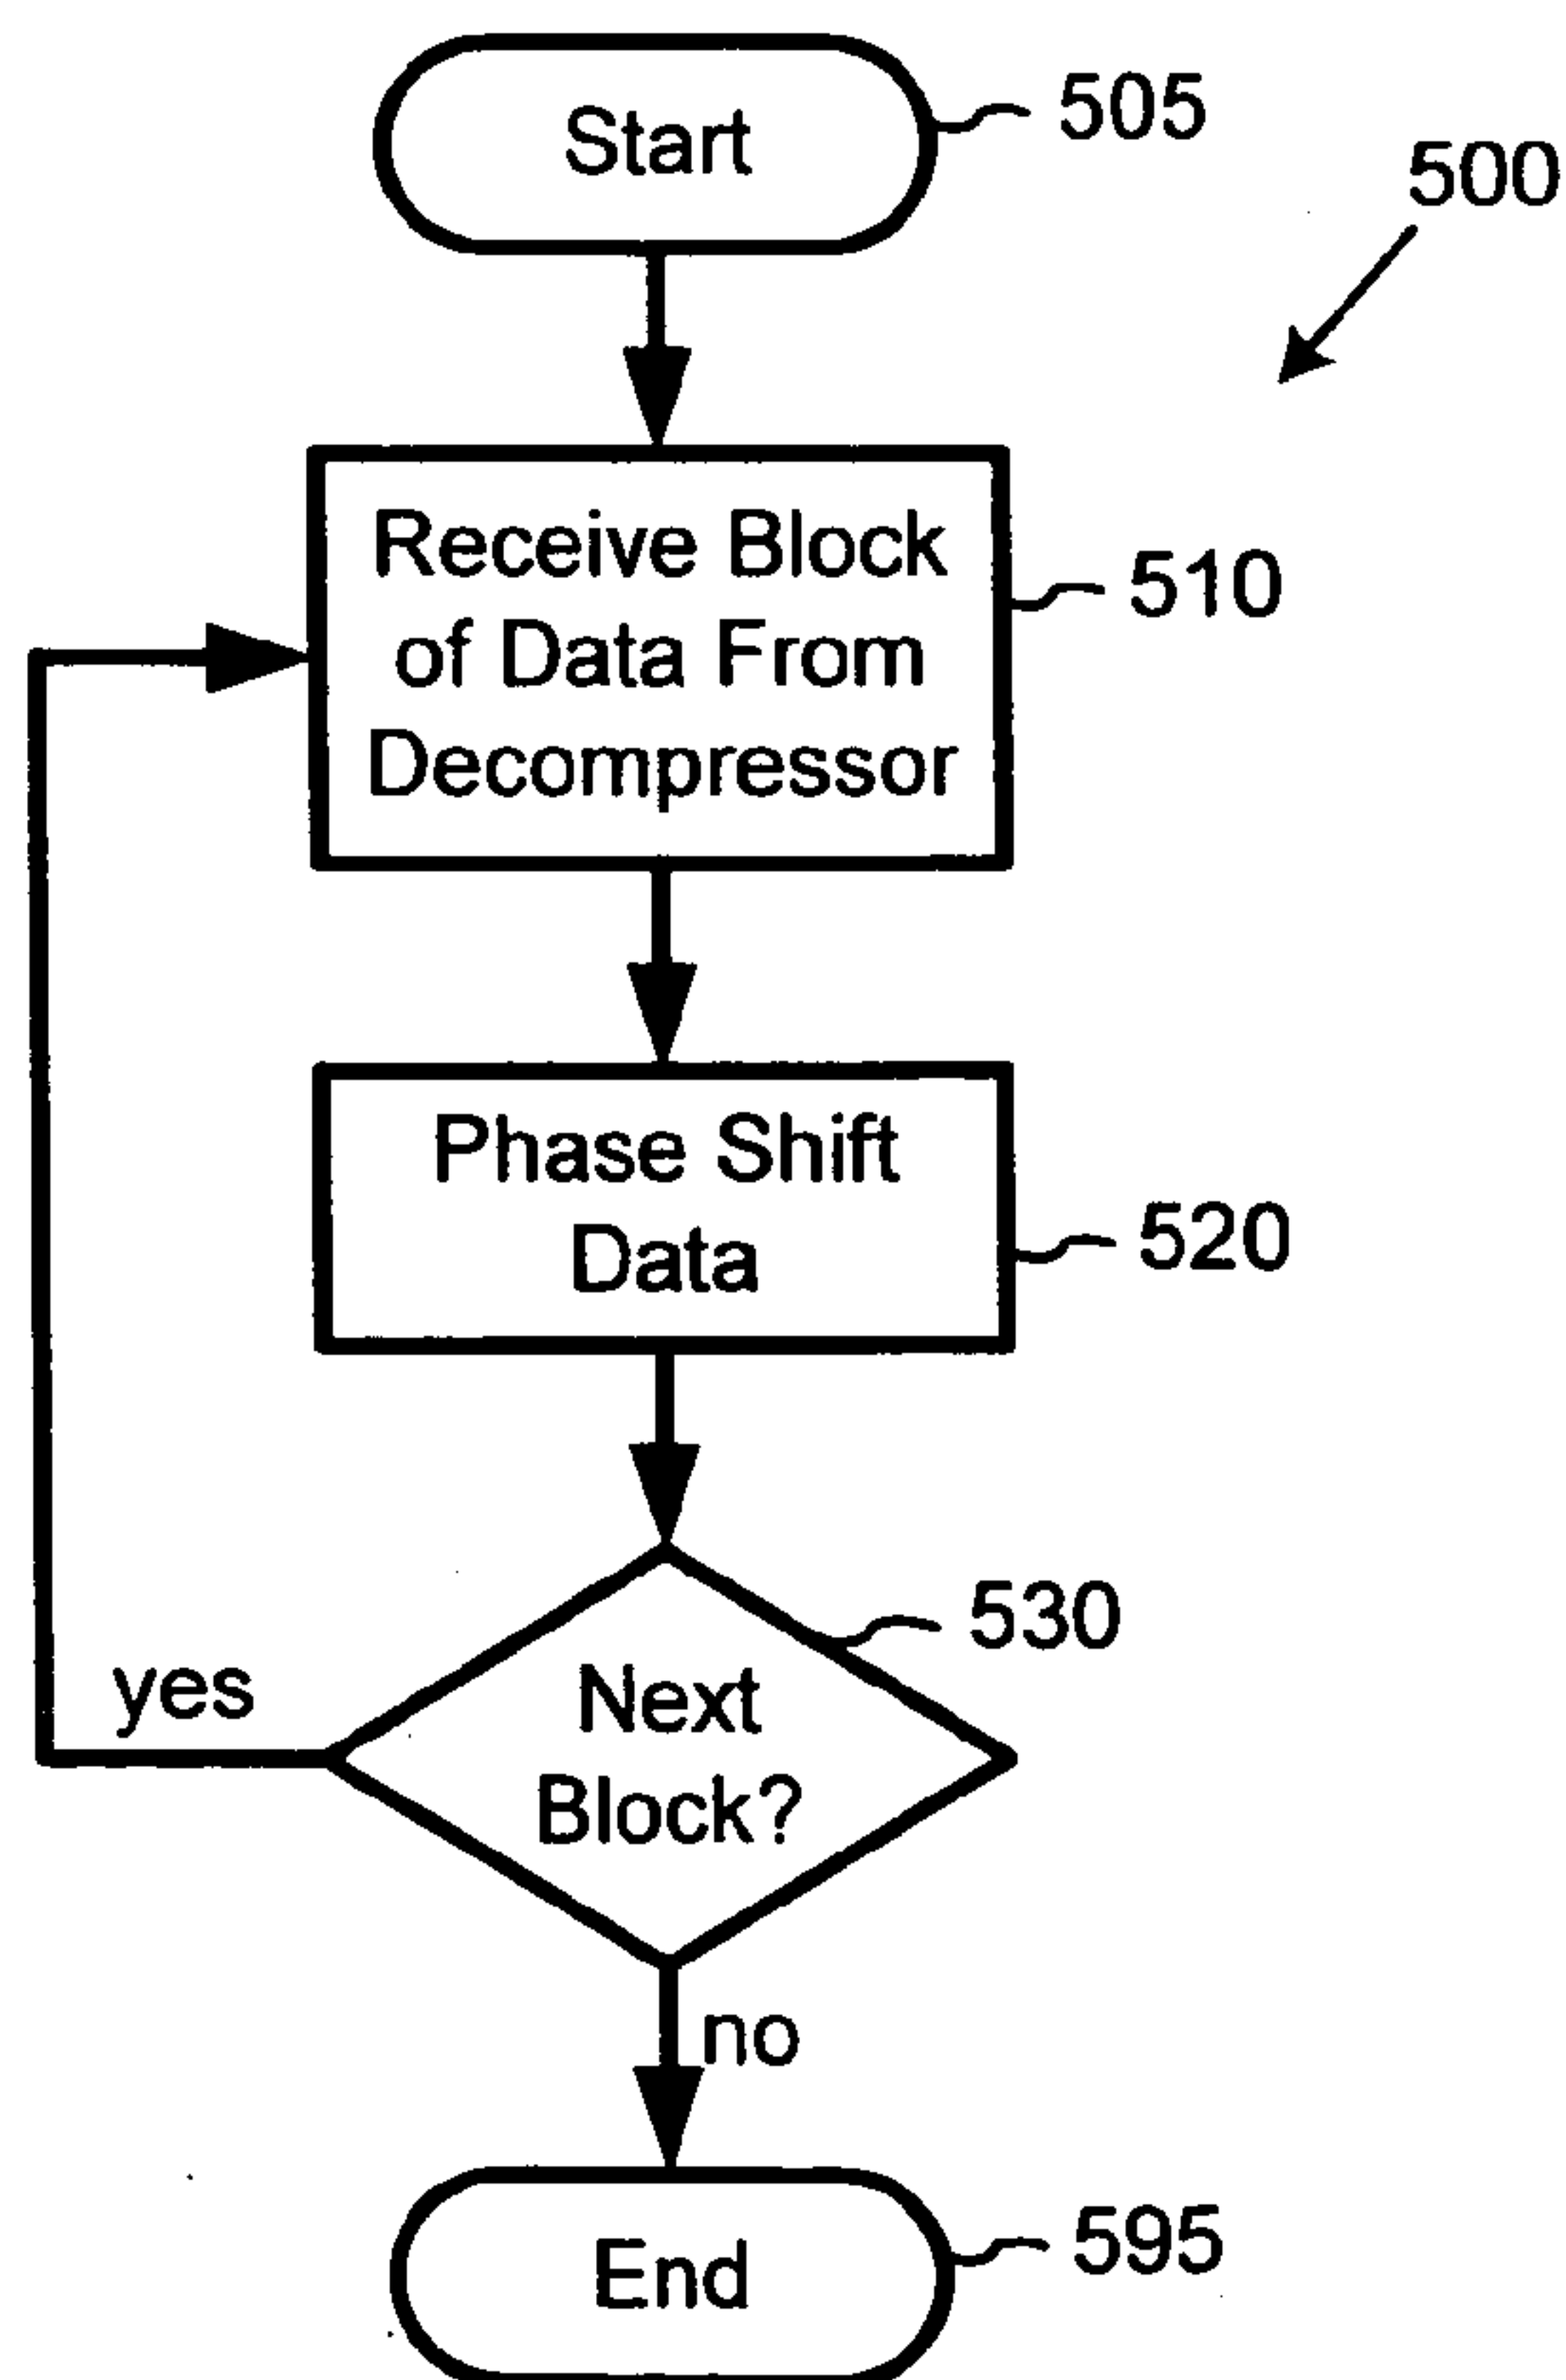 Start
505
500
Receive Block
of Data From
Decompressor
510
Phase Shift
Data
520
530
Next
Block?
yes
no
End
595